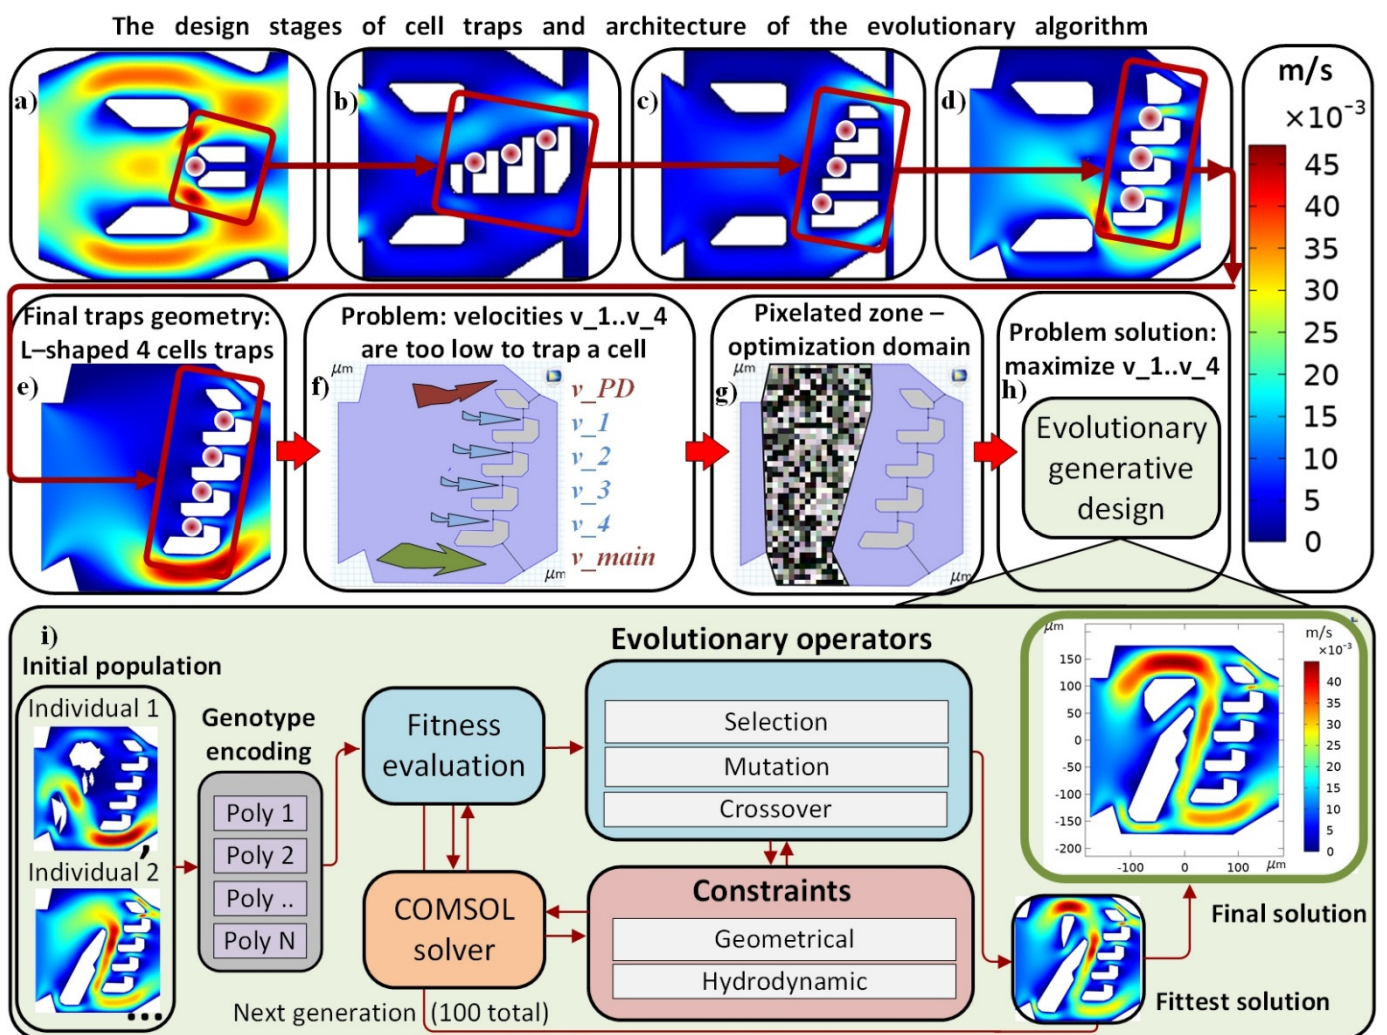 The design stages of cell traps and architecture of the evolutionary algorithm
a)
b)
c)
d)
m/s
×10⁻³
45
40
35
30
25
20
15
10
5
0
Final traps geometry:
L–shaped 4 cells traps
e)
Problem: velocities v_1..v_4
are too low to trap a cell
μm
f)
v_PD
v_1
v_2
v_3
v_4
v_main
μm
Pixelated zone –
optimization domain
μm
g)
μm
Problem solution:
maximize v_1..v_4
h)
Evolutionary
generative
design
i)
Initial population
Individual 1
,
Individual 2
...
Genotype
encoding
Poly 1
Poly 2
Poly ..
Poly N
Fitness
evaluation
COMSOL
solver
Next generation (100 total)
Evolutionary operators
Selection
Mutation
Crossover
Constraints
Geometrical
Hydrodynamic
μm
150
100
50
0
-50
-100
-150
-200
-100
0
100
μm
m/s
×10⁻³
40
35
30
25
20
15
10
5
0
Final solution
Fittest solution